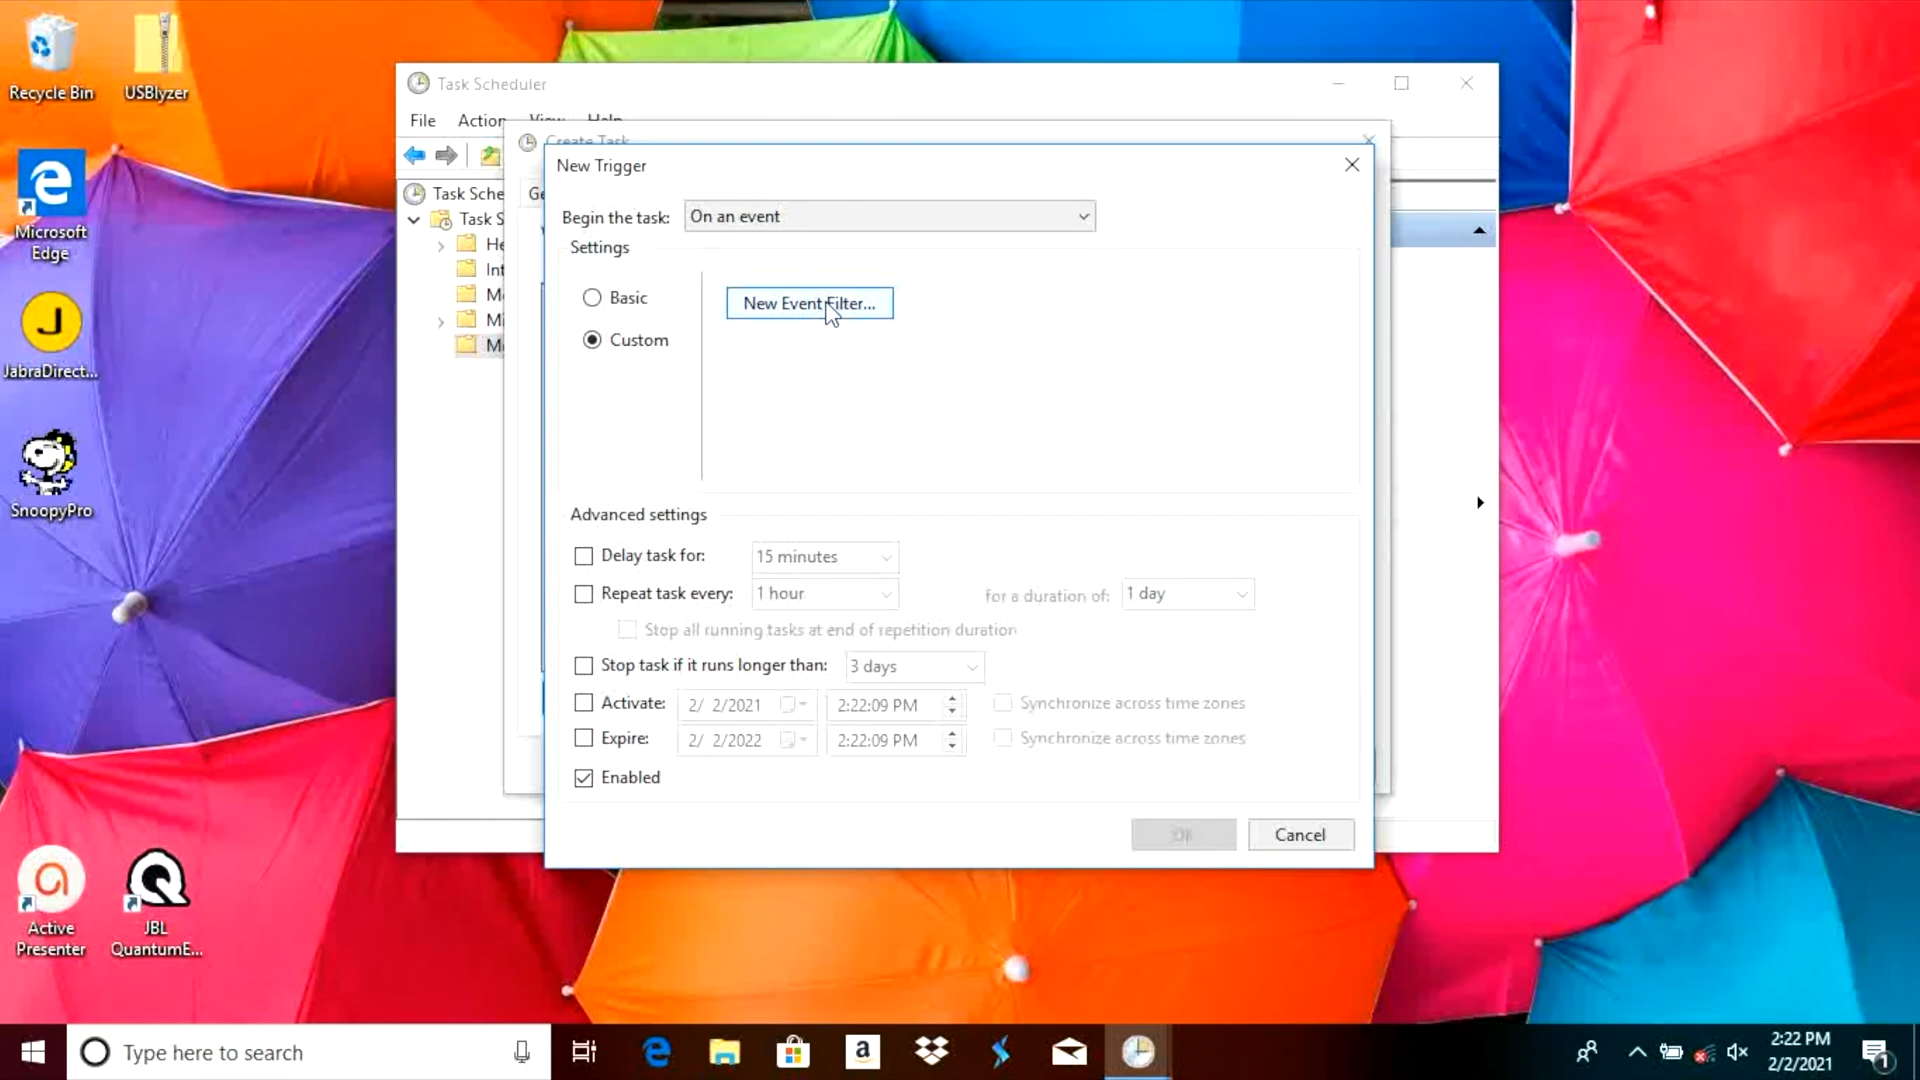 Recycle Bin
USBlyzer
Microsoft
Edge
JabraDirect...
SnoopyPro
Active
Presenter
JBL
QuantumE...
Task Scheduler
File
Action
View
Help
Create Task
Task Sche
Task S
He
Int
Mi
New Trigger
Begin the task:
On an event
Settings
Basic
Custom
New Event Filter...
Advanced settings
Delay task for:
15 minutes
Repeat task every:
1 hour
for a duration of:
1 day
Stop all running tasks at end of repetition duration
Stop task if it runs longer than:
3 days
Activate:
2/ 2/2021
2:22:09 PM
Synchronize across time zones
Expire:
2/ 2/2022
2:22:09 PM
Synchronize across time zones
Enabled
Cancel
Type here to search
2:22 PM
2/2/2021
1